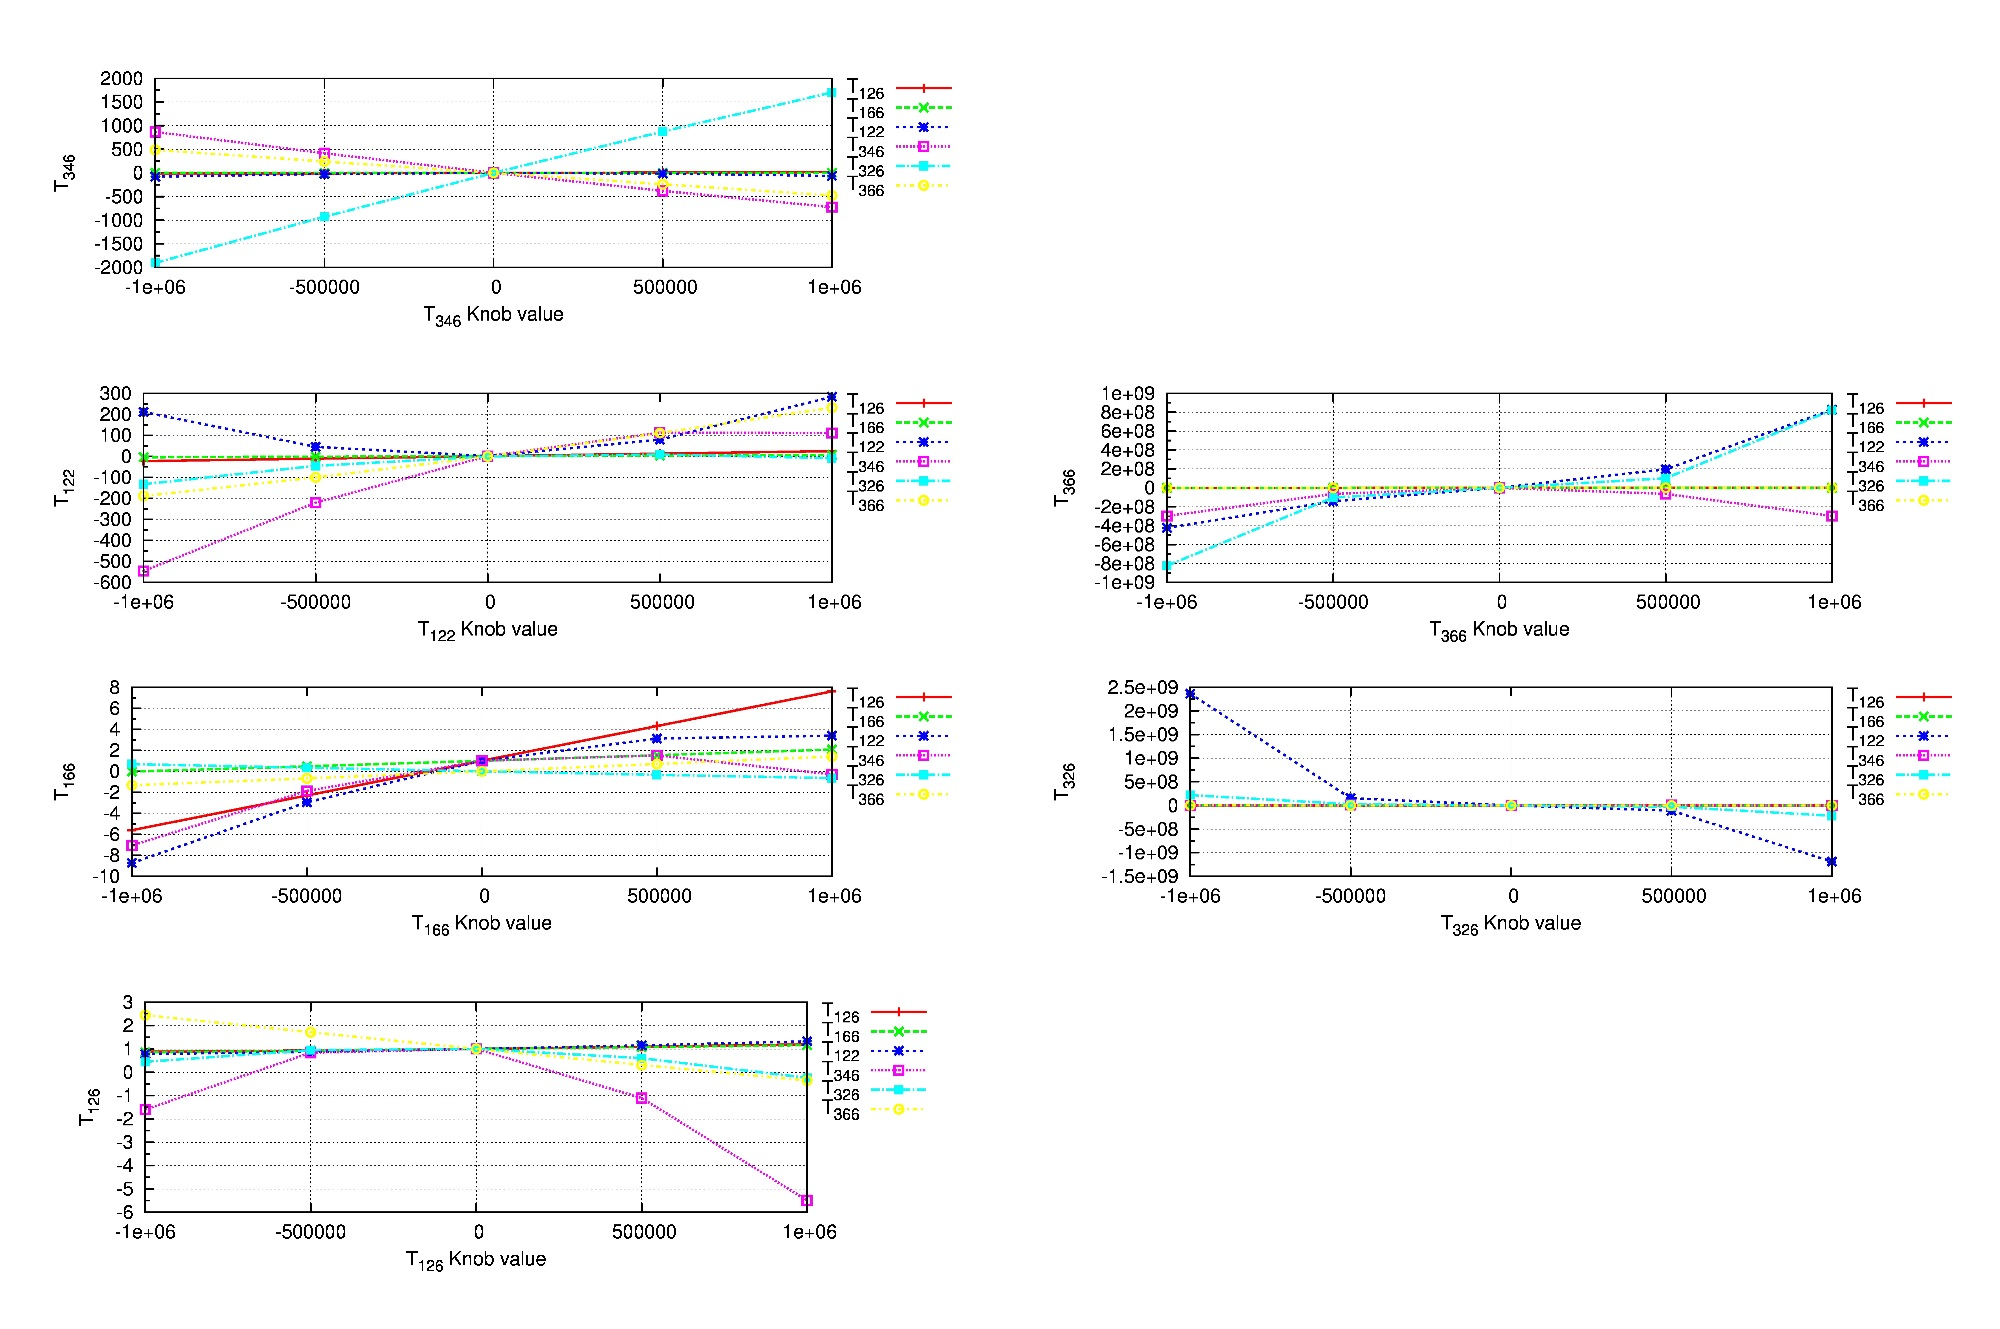 T346
2000
1500
1000
500
0
-500
-1000
-1500
-2000
-1e+06 -500000 0 500000 1e+06
T346 Knob value
T126
T166
T122
T346
T326
T366
T122
300
200
100
0
-100
-200
-300
-400
-500
-600
-1e+06 -500000 0 500000 1e+06
T122 Knob value
T126
T166
T122
T346
T326
T366
T366
1e+09
8e+08
6e+08
4e+08
2e+08
0
-2e+08
-4e+08
-6e+08
-8e+08
-1e+09
-1e+06 -500000 0 500000 1e+06
T366 Knob value
T126
T166
T122
T346
T326
T366
T166
8
6
4
2
0
-2
-4
-6
-8
-10
-1e+06 -500000 0 500000 1e+06
T166 Knob value
T126
T166
T122
T346
T326
T366
T326
2.5e+09
2e+09
1.5e+09
1e+09
5e+08
0
-5e+08
-1e+09
-1.5e+09
-1e+06 -500000 0 500000 1e+06
T326 Knob value
T126
T166
T122
T346
T326
T366
T126
3
2
1
0
-1
-2
-3
-4
-5
-6
-1e+06 -500000 0 500000 1e+06
T126 Knob value
T126
T166
T122
T346
T326
T366